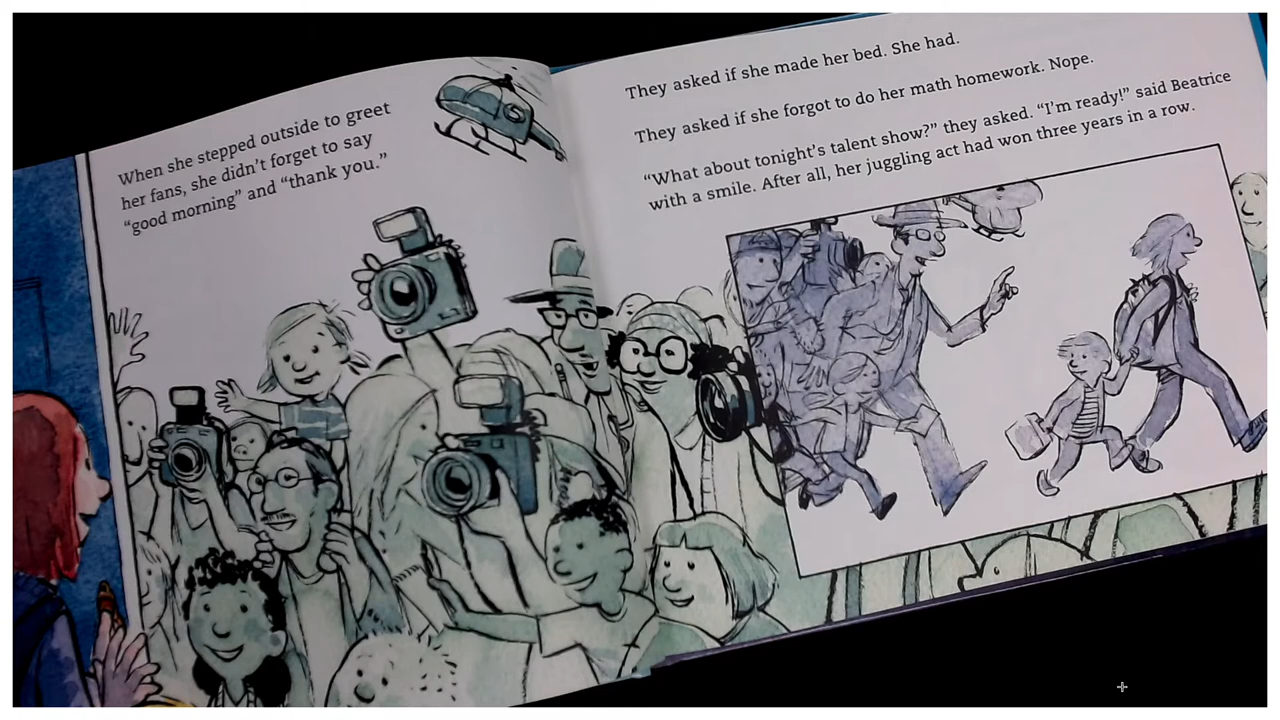 When she stepped outside to greet
her fans, she didn't forget to say
"good morning" and "thank you."
S
They asked if she made her bed. She had.
They asked if she forgot to do her math homework. Nope.
"What about tonight's talent show?" they asked. "I'm ready!" said Beatrice
with a smile. After all, her juggling act had won three years in a row.